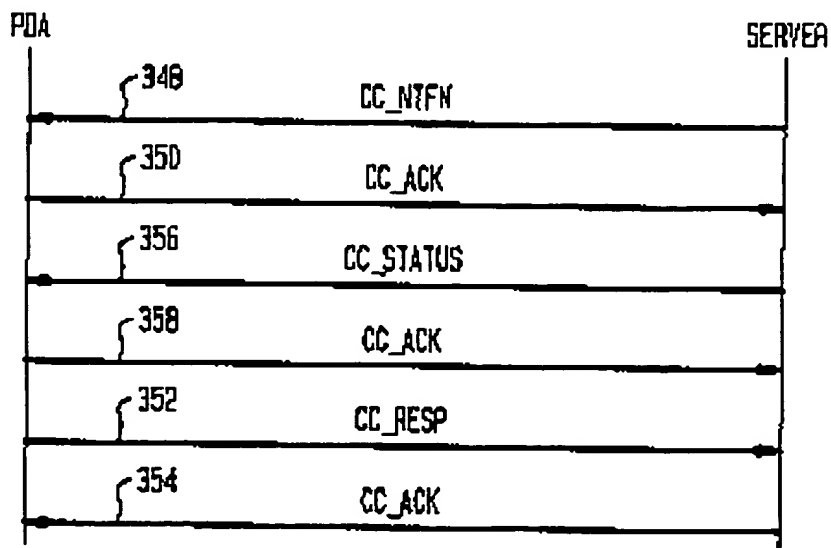 PDA
SERVER
348
CC_NTFN
350
CC_ACK
356
CC_STATUS
358
CC_ACK
352
CC_RESP
354
CC_ACK